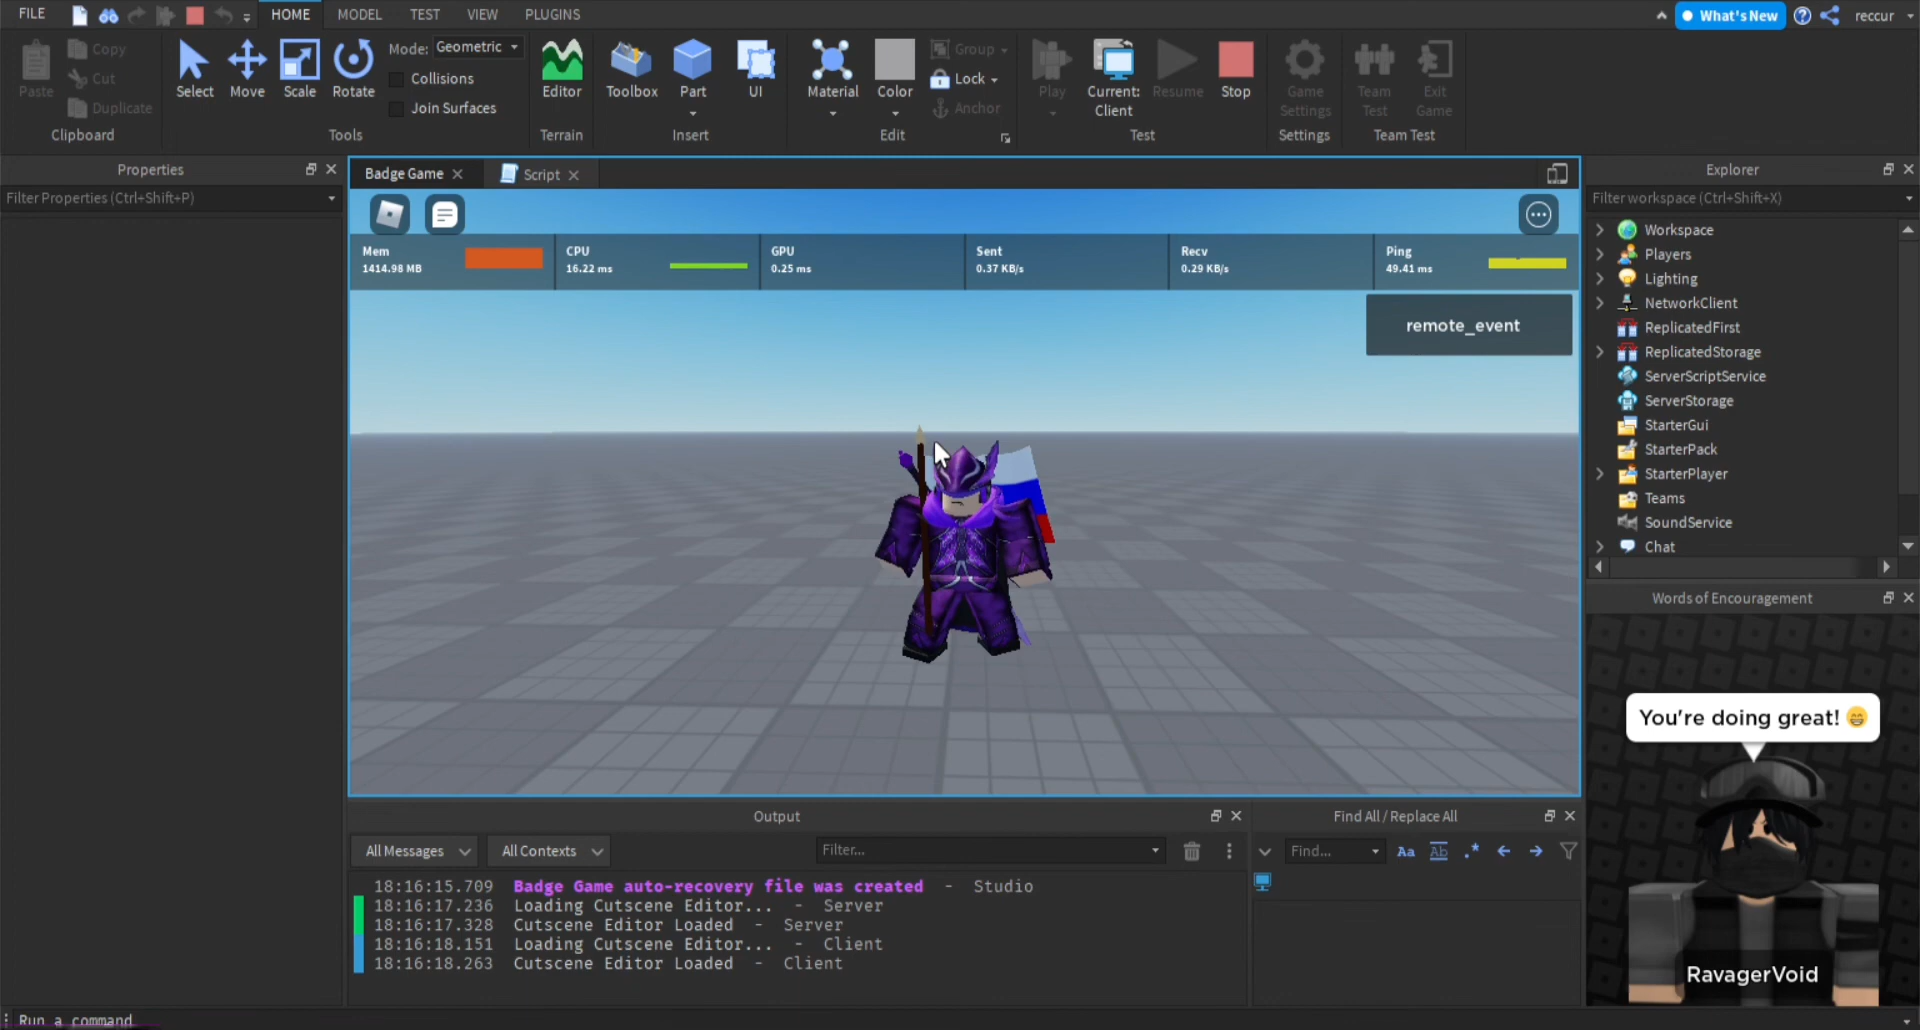 FILE
HOME
MODEL
TEST
VIEW
PLUGINS
What's New
reccur
Paste
Copy
Cut
Duplicate
Clipboard
Select
Move
Scale
Rotate
Mode: Geometric
Collisions
Join Surfaces
Tools
Editor
Terrain
Toolbox
Part
UI
Insert
Material
Color
Group
Lock
Anchor
Edit
Play
Current:
Client
Resume
Stop
Test
Game
Settings
Settings
Team
Test
Exit
Game
Team Test
Properties
Filter Properties (Ctrl+Shift+P)
Badge Game
Script
Mem
1414.98 MB
CPU
16.22 ms
GPU
0.25 ms
Sent
0.37 KB/s
Recv
0.29 KB/s
Ping
49.41 ms
remote_event
Explorer
Filter workspace (Ctrl+Shift+X)
Workspace
Players
Lighting
NetworkClient
ReplicatedFirst
ReplicatedStorage
ServerScriptService
ServerStorage
StarterGui
StarterPack
StarterPlayer
Teams
SoundService
Chat
Words of Encouragement
You're doing great! 😁
RavagerVoid
Output
All Messages
All Contexts
Filter...
18:16:15.709 Badge Game auto-recovery file was created - Studio
18:16:17.236 Loading Cutscene Editor... - Server
18:16:17.328 Cutscene Editor Loaded - Server
18:16:18.151 Loading Cutscene Editor... - Client
18:16:18.263 Cutscene Editor Loaded - Client
Find All / Replace All
Find...
Aa
Ab
.*
Run a command